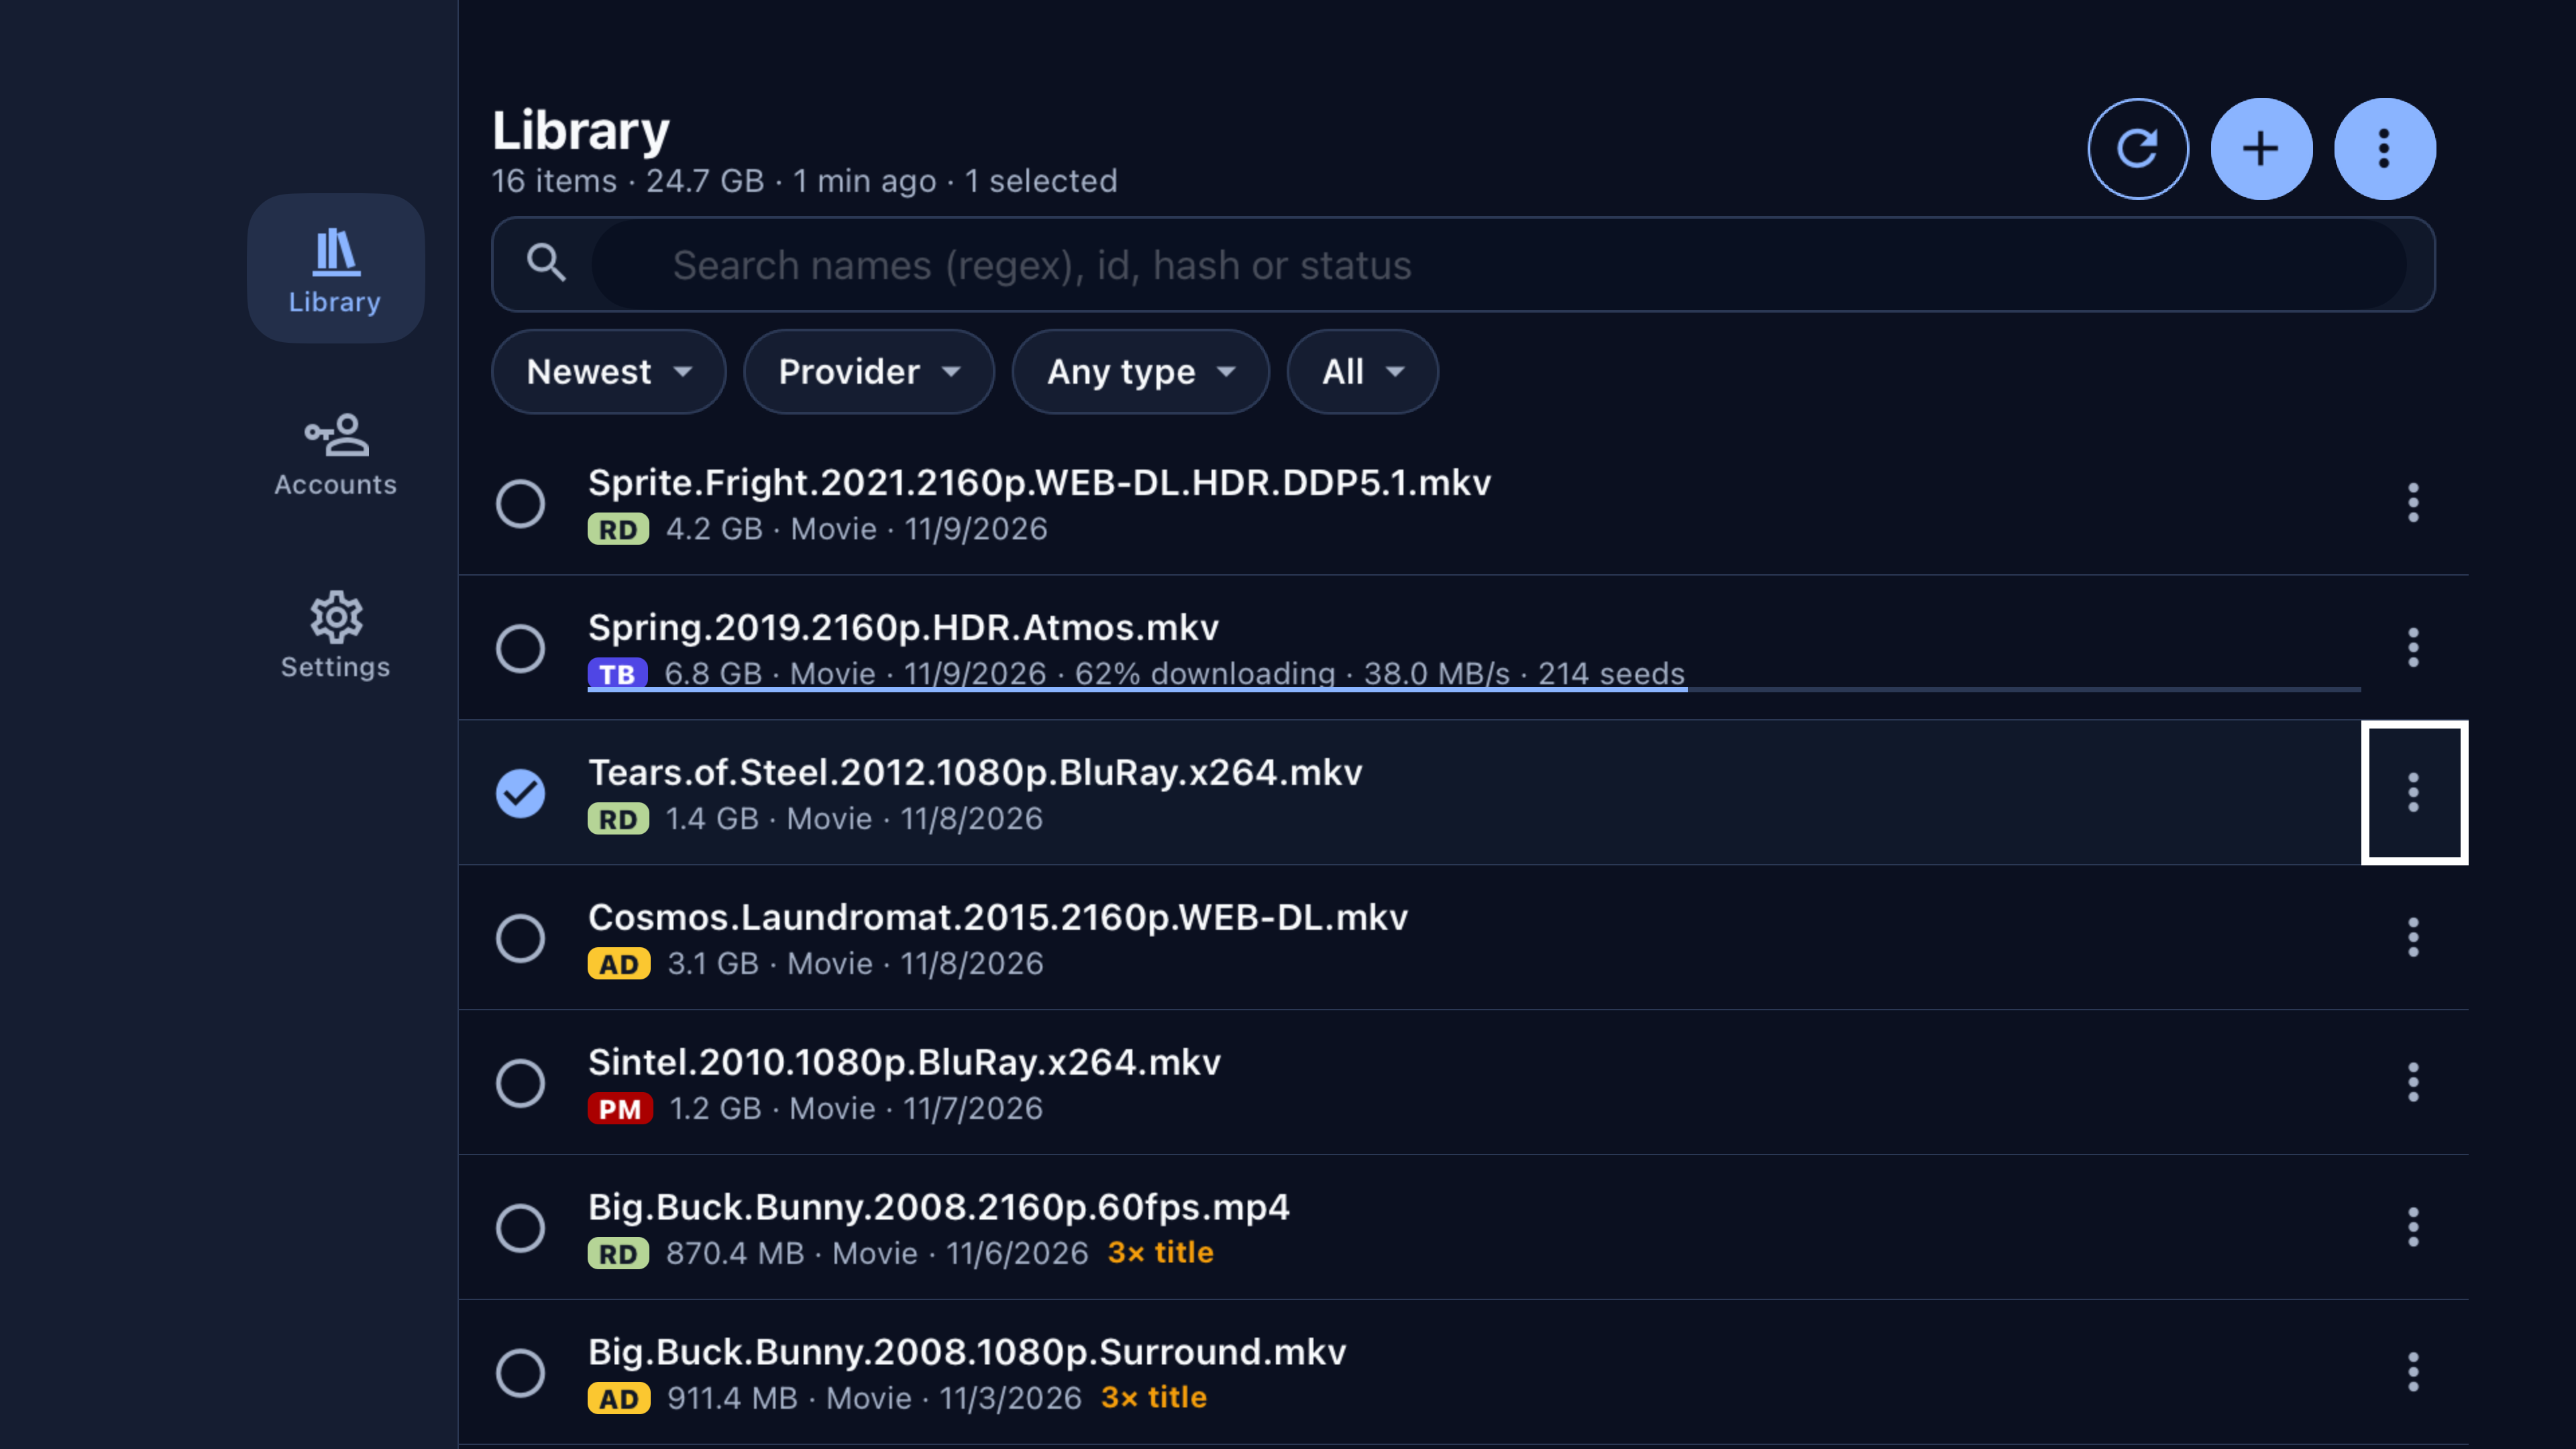 Library
16 items · 24.7 GB · 1 min ago · 1 selected
Search names (regex), id, hash or status
Library
Accounts
Settings
Newest
Provider
Any type
All
Sprite.Fright.2021.2160p.WEB-DL.HDR.DDP5.1.mkv
RD 4.2 GB · Movie · 11/9/2026
Spring.2019.2160p.HDR.Atmos.mkv
TB 6.8 GB · Movie · 11/9/2026 · 62% downloading · 38.0 MB/s · 214 seeds
Tears.of.Steel.2012.1080p.BluRay.x264.mkv
RD 1.4 GB · Movie · 11/8/2026
Cosmos.Laundromat.2015.2160p.WEB-DL.mkv
AD 3.1 GB · Movie · 11/8/2026
Sintel.2010.1080p.BluRay.x264.mkv
PM 1.2 GB · Movie · 11/7/2026
Big.Buck.Bunny.2008.2160p.60fps.mp4
RD 870.4 MB · Movie · 11/6/2026 3× title
Big.Buck.Bunny.2008.1080p.Surround.mkv
AD 911.4 MB · Movie · 11/3/2026 3× title